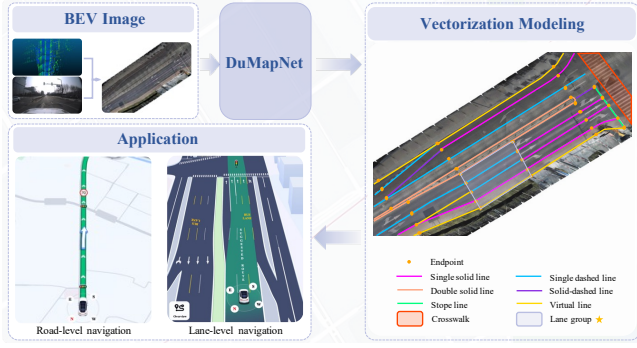 BEV Image
DuMapNet
Vectorization Modeling
Application
Road-level navigation
Lane-level navigation
Endpoint
Single solid line
Single dashed line
Double solid line
Solid-dashed line
Stope line
Virtual line
Crosswalk
Lane group